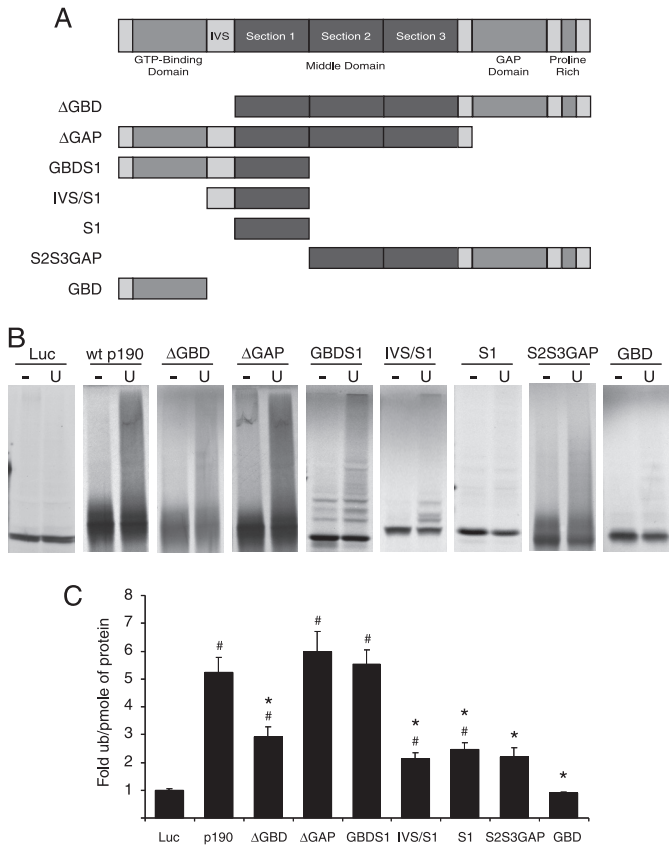 A
IVS Section 1 Section 2 Section 3
GTP-Binding Domain Middle Domain GAP Domain Proline Rich
ΔGBD
ΔGAP
GBDS1
IVS/S1
S1
S2S3GAP
GBD
B
Luc wt p190 ΔGBD ΔGAP GBDS1 IVS/S1 S1 S2S3GAP GBD
- U - U - U - U - U - U - U - U - U
C
Fold ub/pmole of protein
8
7
6
5
4
3
2
1
0
# * # # # * # * # * *
Luc p190 ΔGBD ΔGAP GBDS1 IVS/S1 S1 S2S3GAP GBD